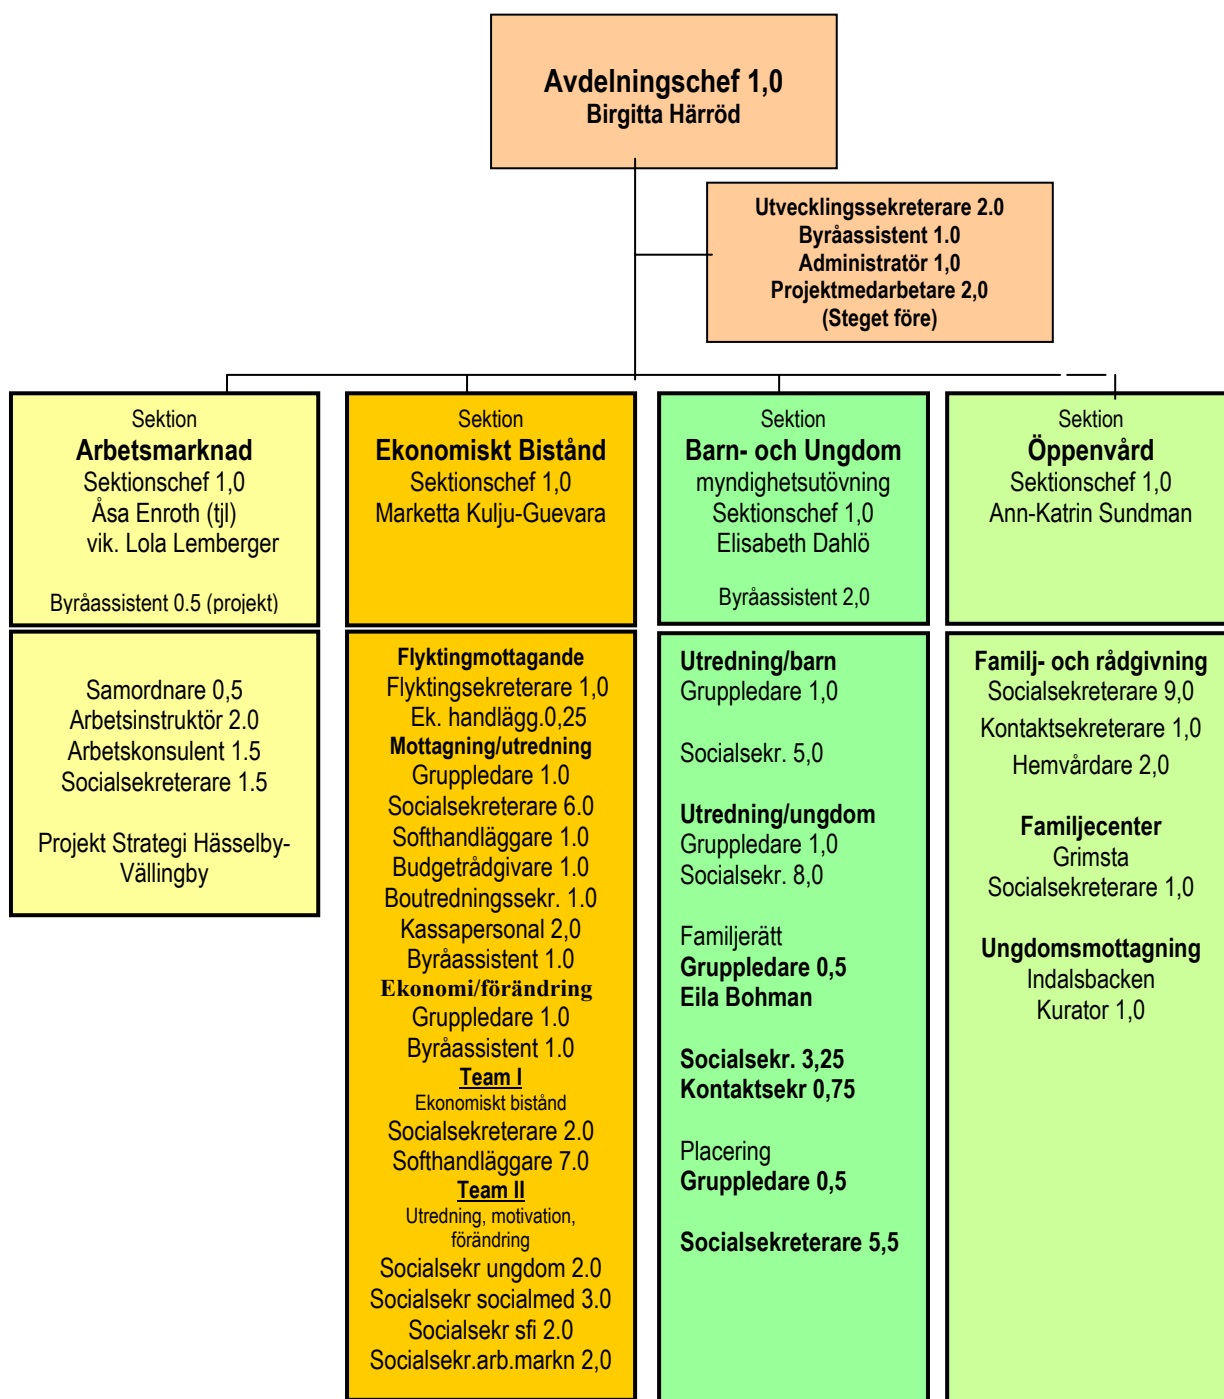 Avdelningschef 1,0
Birgitta Härröd
Utvecklingssekreterare 2.0
Byråassistent 1.0
Administratör 1,0
Projektmedarbetare 2,0
(Steget före)
Sektion
Arbetsmarknad
Sektionschef 1,0
Åsa Enroth (tjl)
vik. Lola Lemberger
Byråassistent 0.5 (projekt)
Samordnare 0,5
Arbetsinstruktör 2.0
Arbetskonsulent 1.5
Socialsekreterare 1.5
Projekt Strategi Hässelby-
Vällingby
Sektion
Ekonomiskt Bistånd
Sektionschef 1,0
Marketta Kulju-Guevara
Flyktingmottagande
Flyktingsekreterare 1,0
Ek. handlägg.0,25
Mottagning/utredning
Gruppledare 1.0
Socialsekreterare 6.0
Softhandläggare 1.0
Budgetrådgivare 1.0
Boutredningssekr. 1.0
Kassapersonal 2,0
Byråassistent 1.0
Ekonomi/förändring
Gruppledare 1.0
Byråassistent 1.0
Team I
Ekonomiskt bistånd
Socialsekreterare 2.0
Softhandläggare 7.0
Team II
Utredning, motivation,
förändring
Socialsekr ungdom 2.0
Socialsekr socialmed 3.0
Socialsekr sfi 2.0
Socialsekr.arb.markn 2,0
Sektion
Barn- och Ungdom
myndighetsutövning
Sektionschef 1,0
Elisabeth Dahlö
Byråassistent 2,0
Utredning/barn
Gruppledare 1,0
Socialsekr. 5,0
Utredning/ungdom
Gruppledare 1,0
Socialsekr. 8,0
Familjerätt
Gruppledare 0,5
Eila Bohman
Socialsekr. 3,25
Kontaktsekr 0,75
Placering
Gruppledare 0,5
Socialsekreterare 5,5
Sektion
Öppenvård
Sektionschef 1,0
Ann-Katrin Sundman
Familj- och rådgivning
Socialsekreterare 9,0
Kontaktsekreterare 1,0
Hemvårdare 2,0
Familjecenter
Grimsta
Socialsekreterare 1,0
Ungdomsmottagning
Indalsbacken
Kurator 1,0